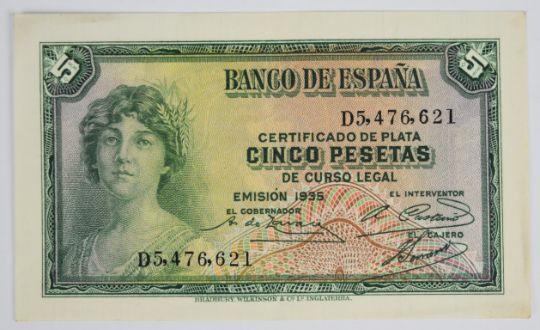 5 5
BANCO DE ESPAÑA
D5,476,621
CERTIFICADO DE PLATA
CINCO PESETAS
DE CURSO LEGAL
EMISIÓN 1935
EL INTERVENTOR
EL GOBERNADOR
EL CAJERO
D5,476,621
BRADBURY, WILKINSON & Cº Lᴰ INGLATERRA.